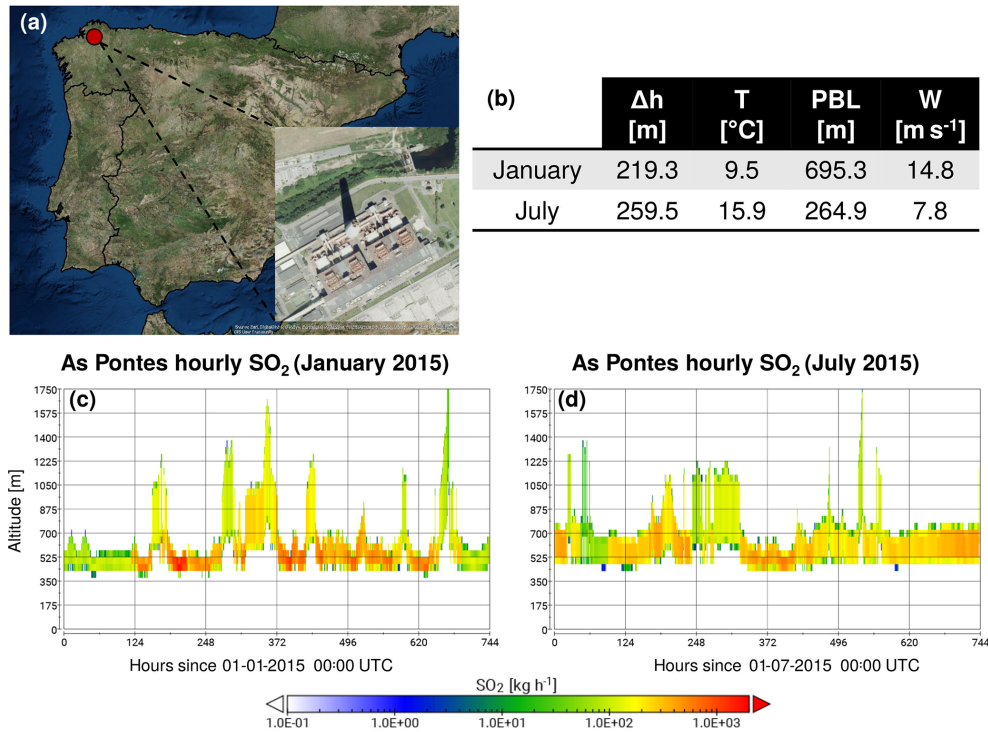 (a)
(b)
Δh T PBL W
[m] [°C] [m] [m s-1]
January 219.3 9.5 695.3 14.8
July 259.5 15.9 264.9 7.8
As Pontes hourly SO2 (January 2015)
(c)
Altitude [m]
1750
1575
1400
1225
1050
875
700
525
350
175
0
0 124 248 372 496 620 744
Hours since 01-01-2015 00:00 UTC
As Pontes hourly SO2 (July 2015)
(d)
1750
1575
1400
1225
1050
875
700
525
350
175
0
0 124 248 372 496 620 744
Hours since 01-07-2015 00:00 UTC
SO2 [kg h-1]
1.0E-01 1.0E+00 1.0E+01 1.0E+02 1.0E+03